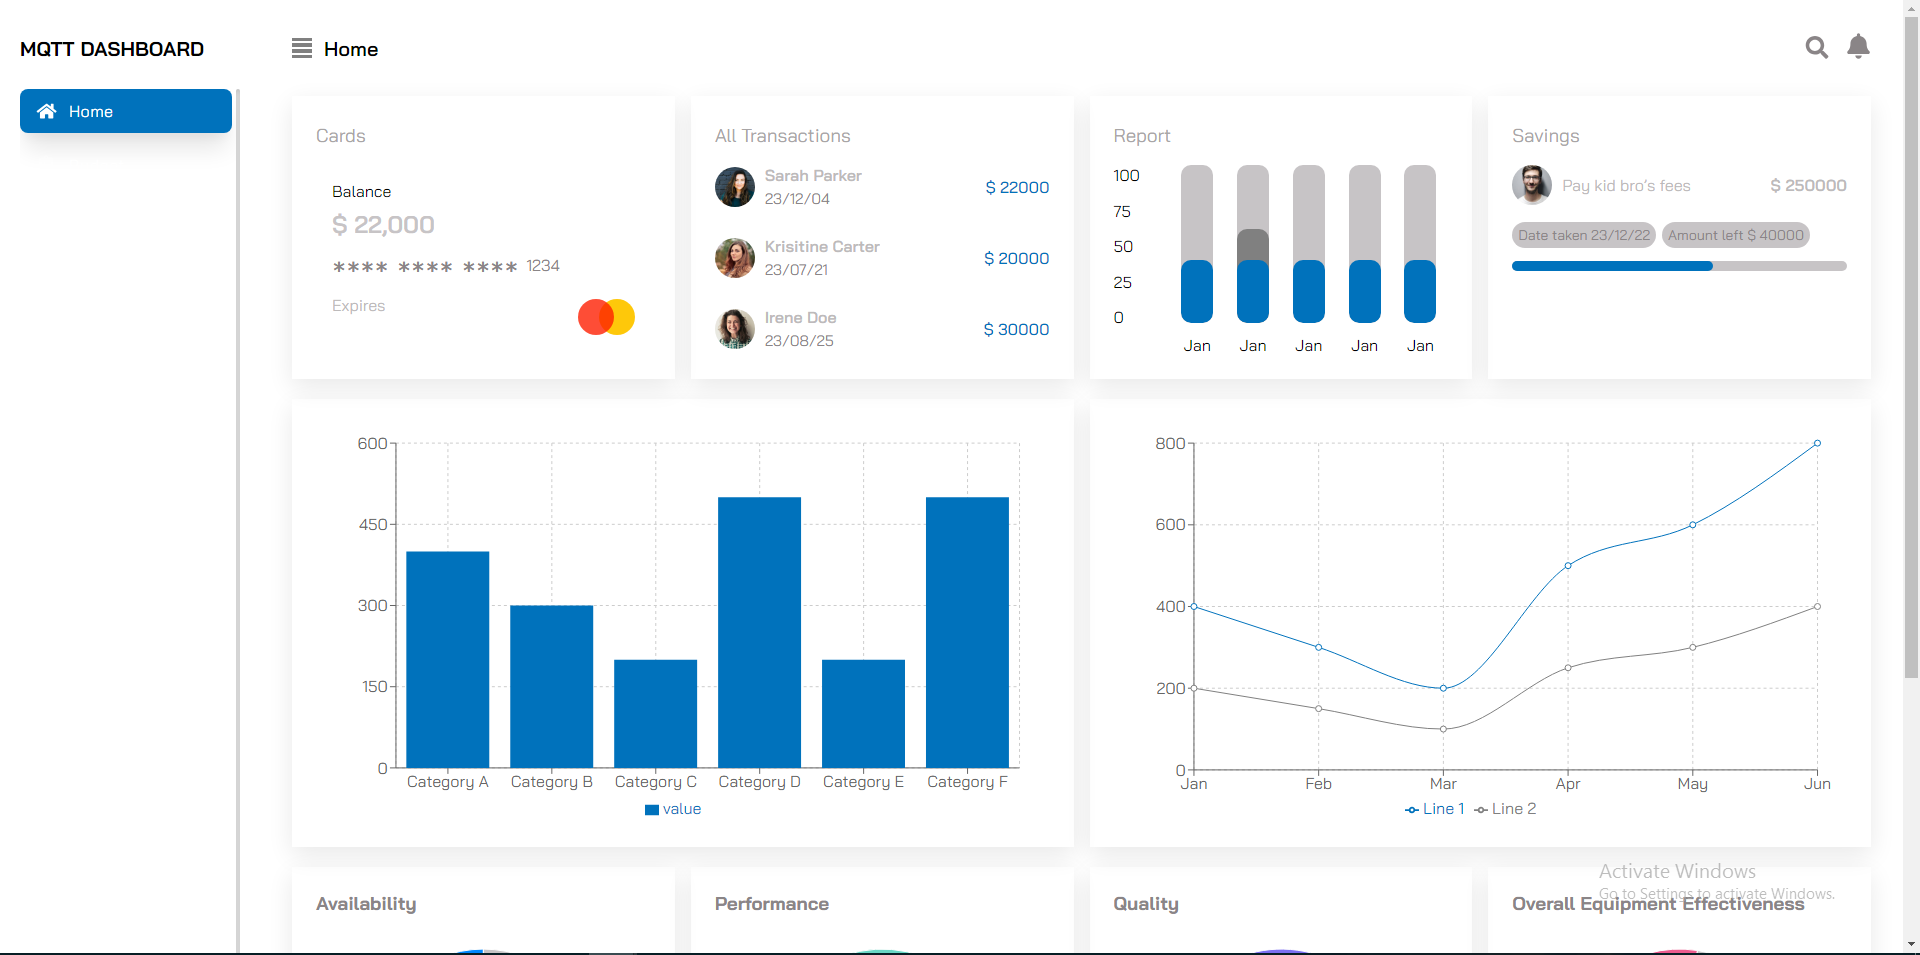 MQTT DASHBOARD
Home
Home
Cards
Balance
$ 22,000
**** **** **** 1234
Expires
All Transactions
Sarah Parker
23/12/04
$ 22000
Krisitine Carter
23/07/21
$ 20000
Irene Doe
23/08/25
$ 30000
Report
100
75
50
25
0
Jan Jan Jan Jan Jan
Savings
Pay kid bro's fees
$ 250000
Date taken 23/12/22 Amount left $ 40000
600
450
300
150
0
Category A Category B Category C Category D Category E Category F
value
800
600
400
200
0
Jan Feb Mar Apr May Jun
Line 1 Line 2
Activate Windows
Go to Settings to activate Windows.
Availability
Performance
Quality
Overall Equipment Effectiveness